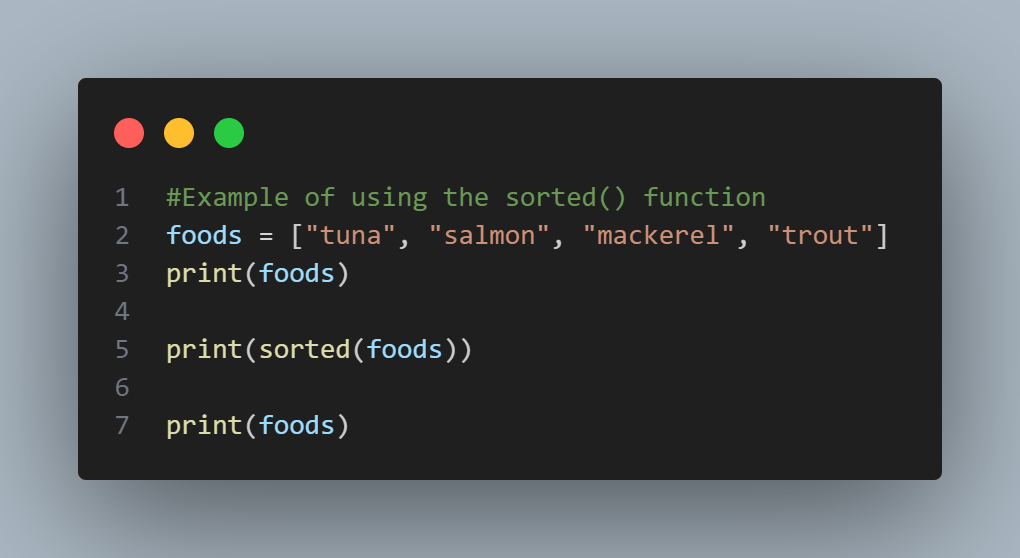 1 #Example of using the sorted() function
2 foods = ["tuna", "salmon", "mackerel", "trout"]
3 print(foods)
4
5 print(sorted(foods))
6
7 print(foods)